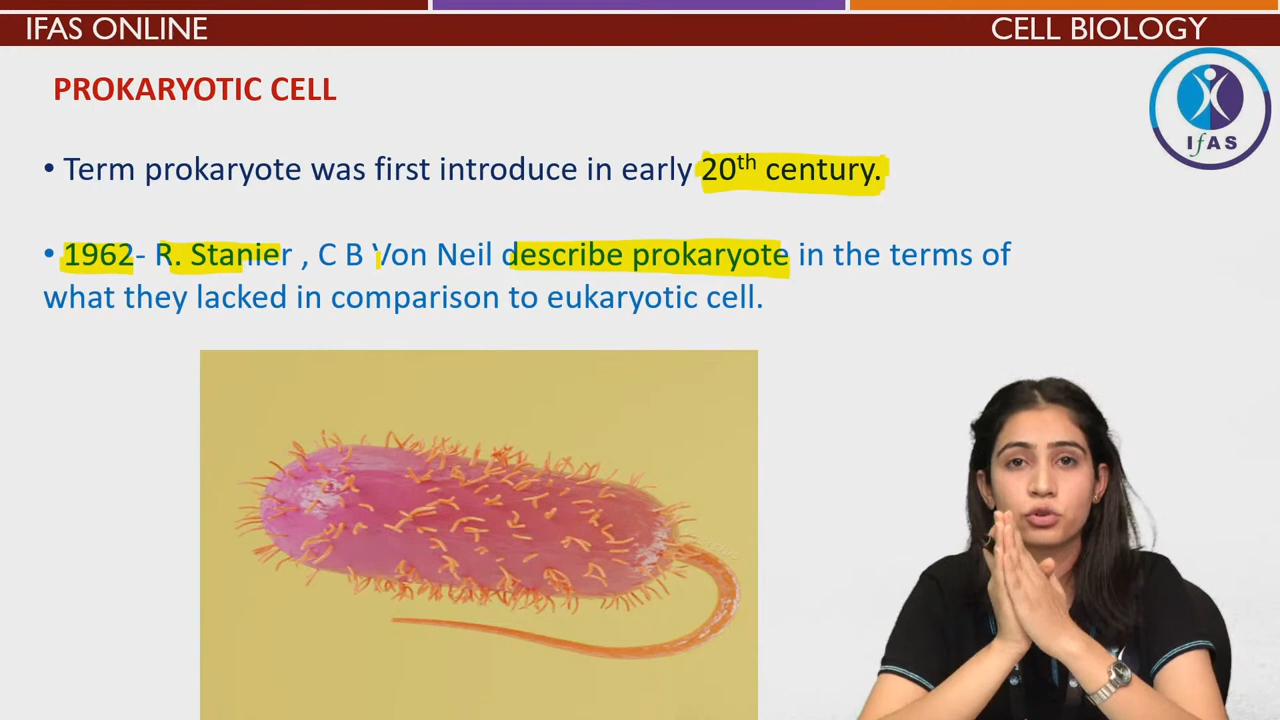 IFAS ONLINE
CELL BIOLOGY
IfAS
PROKARYOTIC CELL
• Term prokaryote was first introduce in early 20th century.
• 1962- R. Stanier , C B Von Neil describe prokaryote in the terms of
what they lacked in comparison to eukaryotic cell.